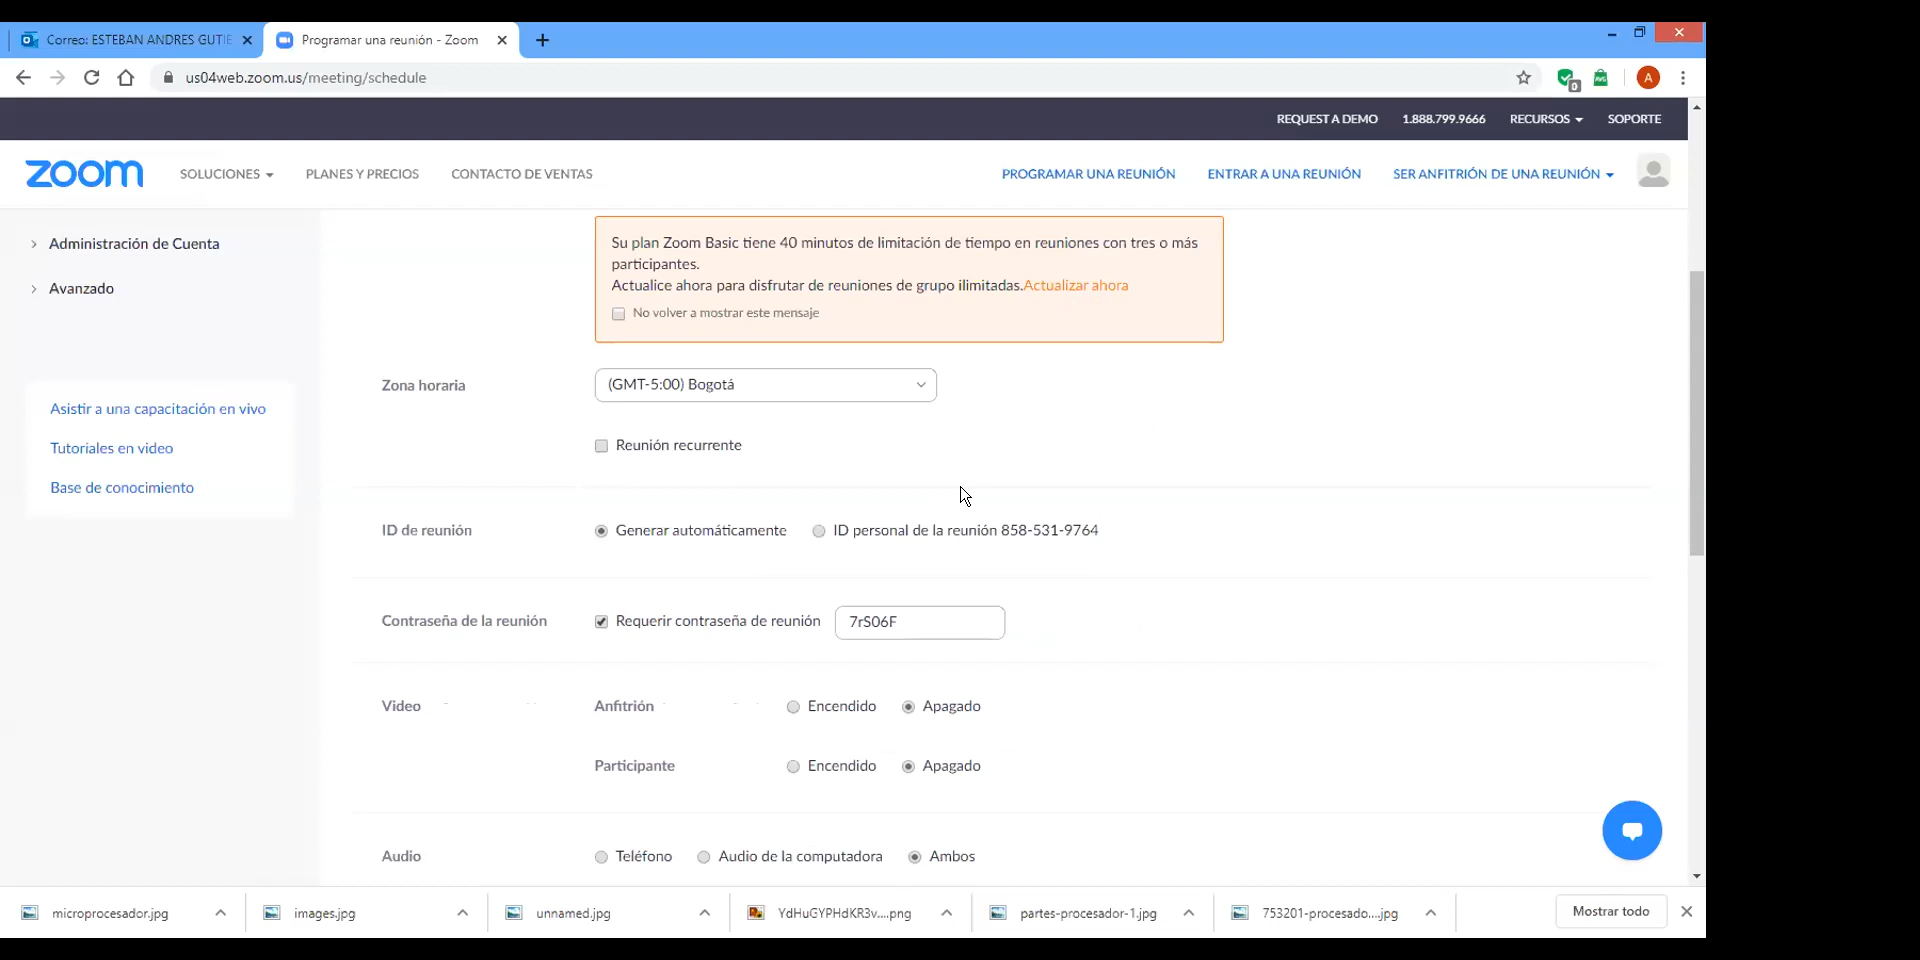 Correo: ESTEBAN ANDRES GUTIE
Programar una reunión - Zoom
us04web.zoom.us/meeting/schedule
0
AVG
A
REQUEST A DEMO 1.888.799.9666 RECURSOS SOPORTE
zoom SOLUCIONES PLANES Y PRECIOS CONTACTO DE VENTAS PROGRAMAR UNA REUNIÓN ENTRAR A UNA REUNIÓN SER ANFITRIÓN DE UNA REUNIÓN
Administración de Cuenta
Avanzado
Asistir a una capacitación en vivo
Tutoriales en video
Base de conocimiento
Su plan Zoom Basic tiene 40 minutos de limitación de tiempo en reuniones con tres o más
participantes.
Actualice ahora para disfrutar de reuniones de grupo ilimitadas.Actualizar ahora
No volver a mostrar este mensaje
Zona horaria (GMT-5:00) Bogotá
Reunión recurrente
ID de reunión Generar automáticamente ID personal de la reunión 858-531-9764
Contraseña de la reunión Requerir contraseña de reunión 7rS06F
Video Anfitrión Encendido Apagado
Participante Encendido Apagado
Audio Teléfono Audio de la computadora Ambos
microprocesador.jpg images.jpg unnamed.jpg YdHuGYPHdKR3v....png partes-procesador-1.jpg 753201-procesado....jpg Mostrar todo